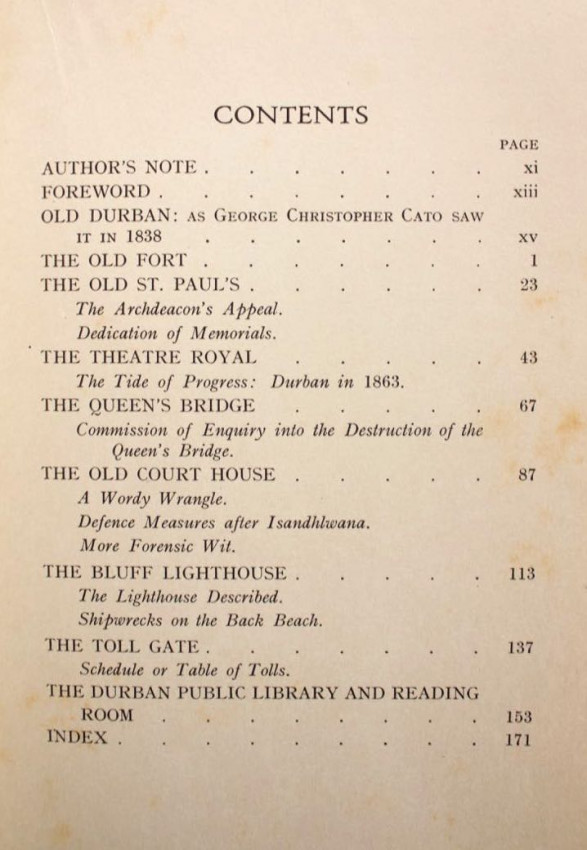 CONTENTS
PAGE
AUTHOR'S NOTE . . . . . . . xi
FOREWORD . . . . . . . xiii
OLD DURBAN: AS GEORGE CHRISTOPHER CATO SAW
IT IN 1838 . . . . . . . xv
THE OLD FORT . . . . . . . 1
THE OLD ST. PAUL'S . . . . . . 23
The Archdeacon's Appeal.
Dedication of Memorials.
THE THEATRE ROYAL . . . . . 43
The Tide of Progress: Durban in 1863.
THE QUEEN'S BRIDGE . . . . . 67
Commission of Enquiry into the Destruction of the
Queen's Bridge.
THE OLD COURT HOUSE . . . . . 87
A Wordy Wrangle.
Defence Measures after Isandhlwana.
More Forensic Wit.
THE BLUFF LIGHTHOUSE . . . . . 113
The Lighthouse Described.
Shipwrecks on the Back Beach.
THE TOLL GATE . . . . . . . 137
Schedule or Table of Tolls.
THE DURBAN PUBLIC LIBRARY AND READING
ROOM . . . . . . . . 153
INDEX . . . . . . . . . 171